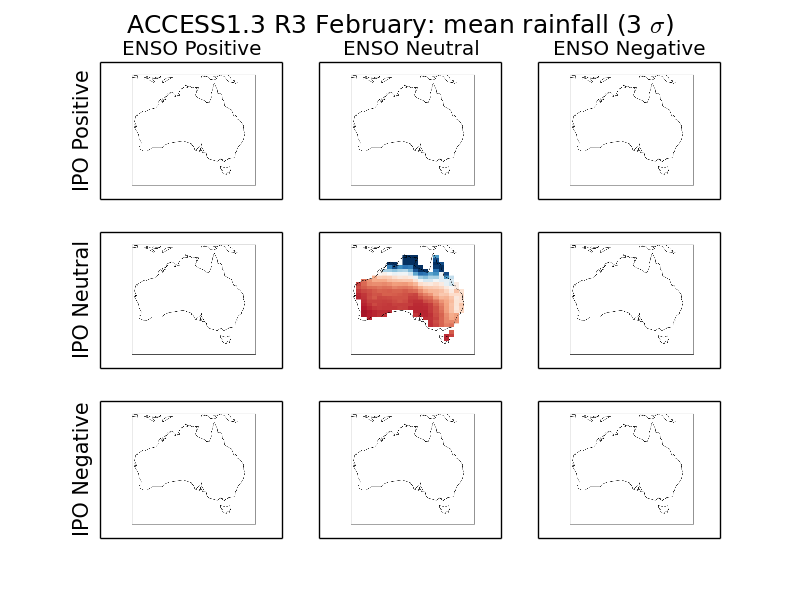 ACCESS1.3 R3 February: mean rainfall (3 σ)
ENSO Positive ENSO Neutral ENSO Negative
IPO Positive
IPO Neutral
IPO Negative